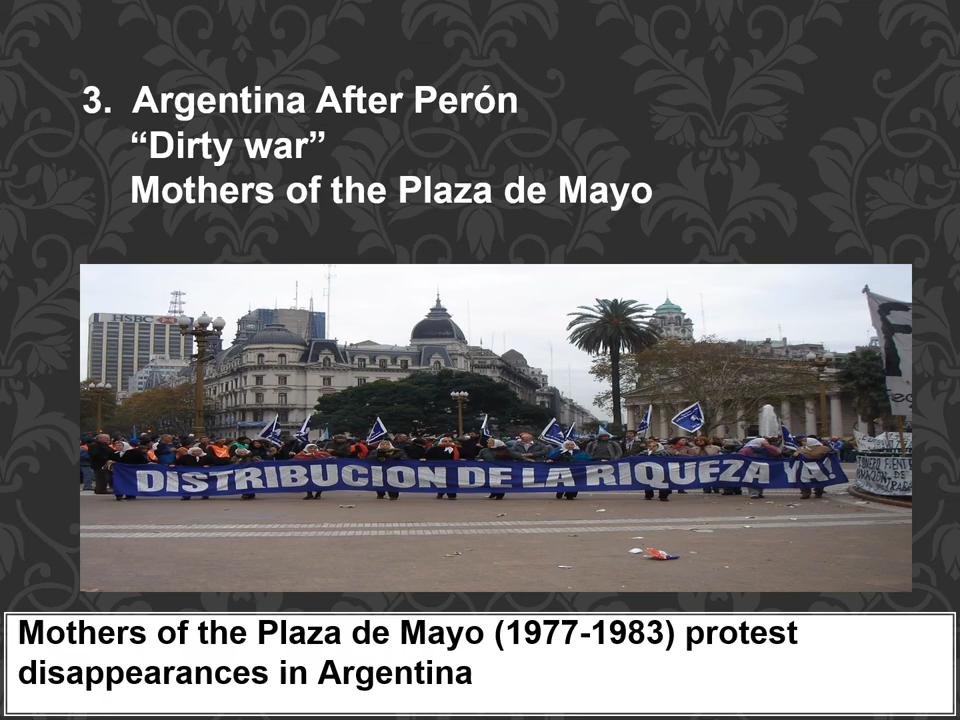 3. Argentina After Perón
“Dirty war”
Mothers of the Plaza de Mayo
HSBC
DISTRIBUCION DE LA RIQUEZA YA!
Mothers of the Plaza de Mayo (1977-1983) protest
disappearances in Argentina